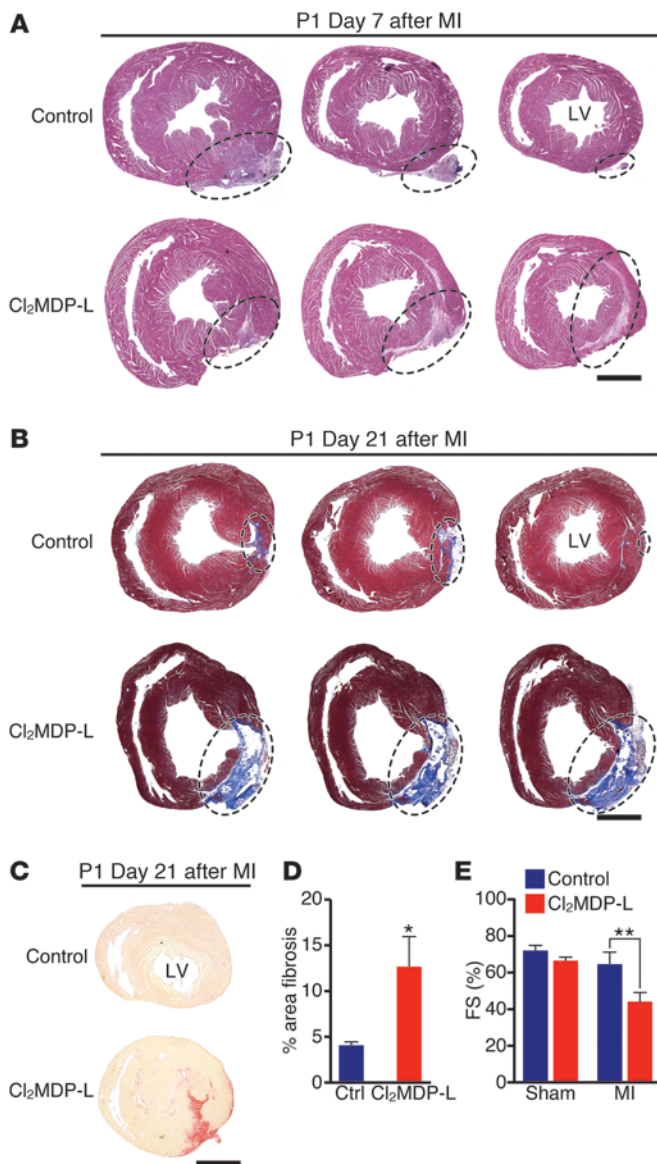 A
P1 Day 7 after MI
Control
LV
Cl₂MDP-L
B
P1 Day 21 after MI
Control
LV
Cl₂MDP-L
C
P1 Day 21 after MI
Control
LV
Cl₂MDP-L
D
% area fibrosis
20
15
10
5
0
*
Ctrl Cl₂MDP-L
E
Control
Cl₂MDP-L
FS (%)
100
80
60
40
20
0
**
Sham MI